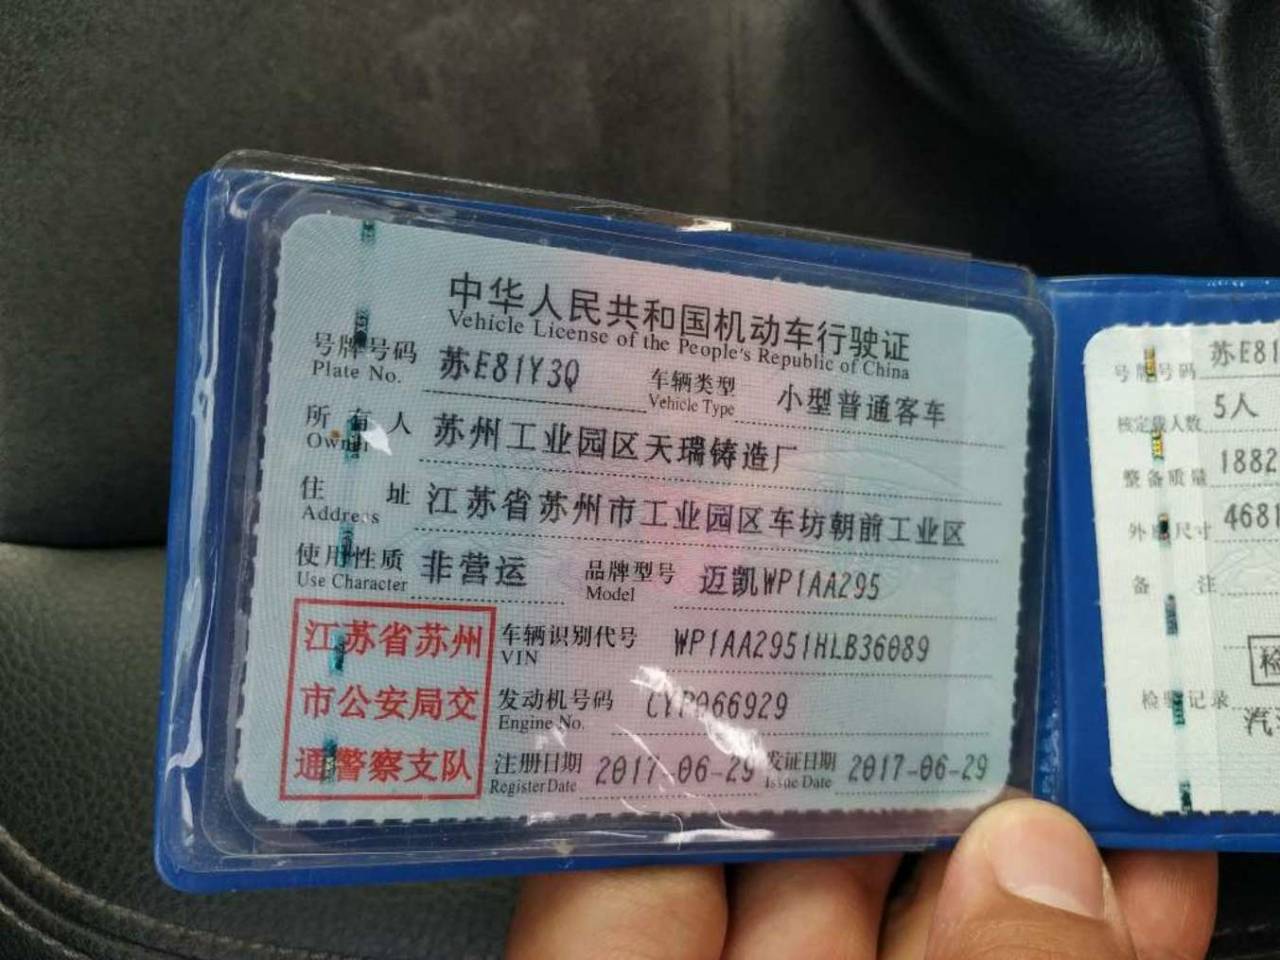 中华人民共和国机动车行驶证
Vehicle License of the People's Republic of China
号牌号码 苏E81Y3Q 车辆类型 小型普通客车
Plate No. Vehicle Type
所有人 苏州工业园区天瑞铸造厂
Owner
住址 江苏省苏州市工业园区车坊朝前工业区
Address
使用性质 非营运 品牌型号 迈凯WP1AA295
Use Character Model
江苏省苏州
市公安局交
通警察支队
车辆识别代号 WP1AA2951HLB36089
VIN
发动机号码 CYP066929
Engine No.
注册日期 2017-06-29 发证日期 2017-06-29
Register Date Issue Date
号牌号码 苏E81
核定载人数 5人
整备质量 1882
外廓尺寸 4681
备注
检
检验记录
汽